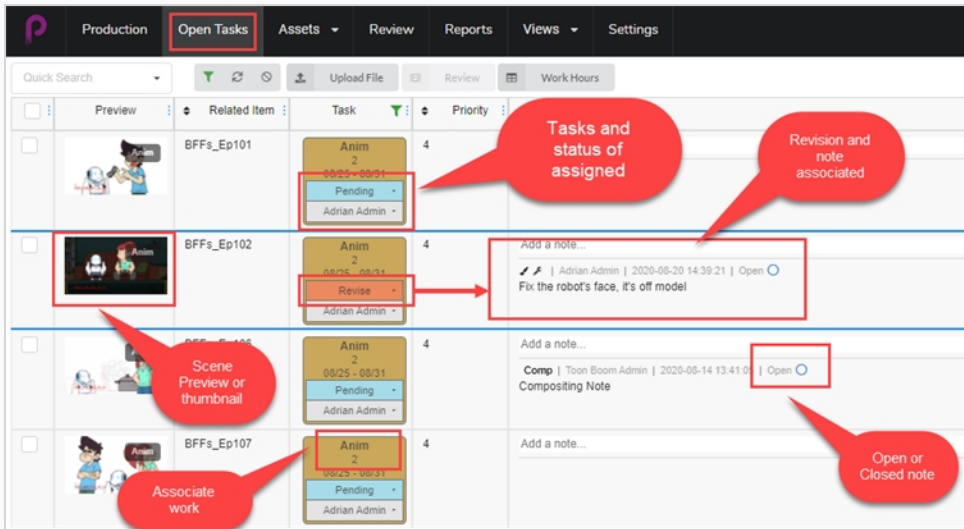 Production Open Tasks Assets Review Reports Views Settings
Quick Search Upload File Review Work Hours
Preview Related Item Task Priority
Anim
BFFs_Ep101
Anim
2
08/25 - 08/31
Pending
Adrian Admin
4
Tasks and
status of
assigned
Revision and
note
associated
Anim
BFFs_Ep102
Anim
2
08/25 - 08/31
Revise
Adrian Admin
4
Add a note...
| Adrian Admin | 2020-08-20 14:39:21 | Open
Fix the robot's face, it's off model
Scene
Preview or
thumbnail
Anim
2
08/25 - 08/31
Pending
Adrian Admin
4
Add a note...
Comp | Toon Boom Admin | 2020-08-14 13:41:0 | Open
Compositing Note
Anim
BFFs_Ep107
Anim
2
08/25 - 08/31
Pending
Adrian Admin
4
Add a note...
Associate
work
Open or
Closed note